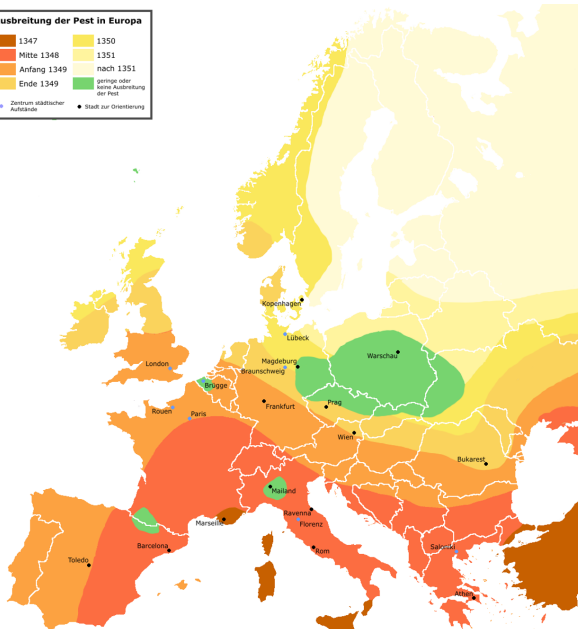 usbreitung der Pest in Europa
1347
Mitte 1348
Anfang 1349
Ende 1349
1350
1351
nach 1351
geringe oder
keine Ausbreitung
der Pest
Zentrum städtischer
Aufstände
Stadt zur Orientierung
Kopenhagen
Lübeck
Magdeburg
Braunschweig
Warschau
London
Brügge
Frankfurt
Prag
Rouen
Paris
Wien
Bukarest
Mailand
Ravenna
Florenz
Marseille
Barcelona
Rom
Toledo
Saloniki
Athen